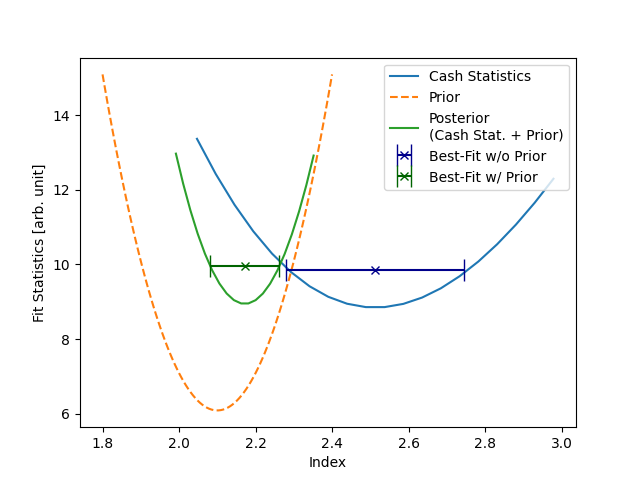 Cash Statistics
Prior
Posterior
(Cash Stat. + Prior)
Best-Fit w/o Prior
Best-Fit w/ Prior
Fit Statistics [arb. unit]
14
12
10
8
6
1.8
2.0
2.2
2.4
2.6
2.8
3.0
Index